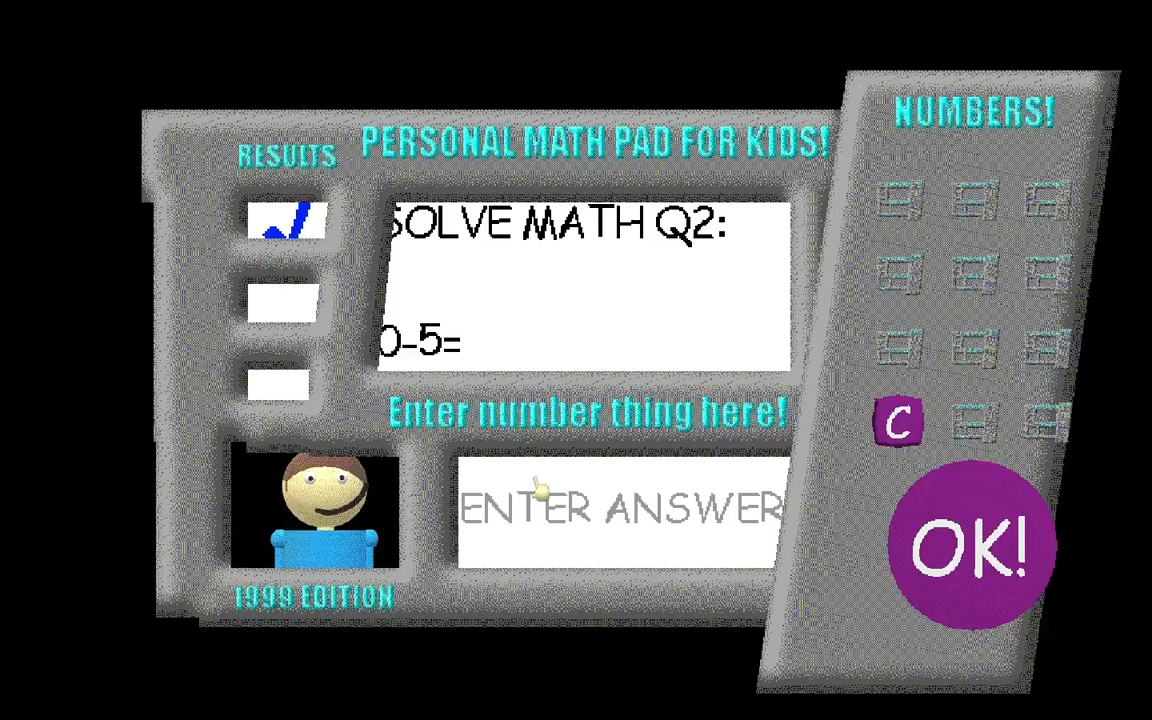 NUMBERS!
PERSONAL MATH PAD FOR KIDS!
RESULTS
SOLVE MATH Q2:
0-5=
Enter number thing here!
C
ENTER ANSWER
OK!
1999 EDITION